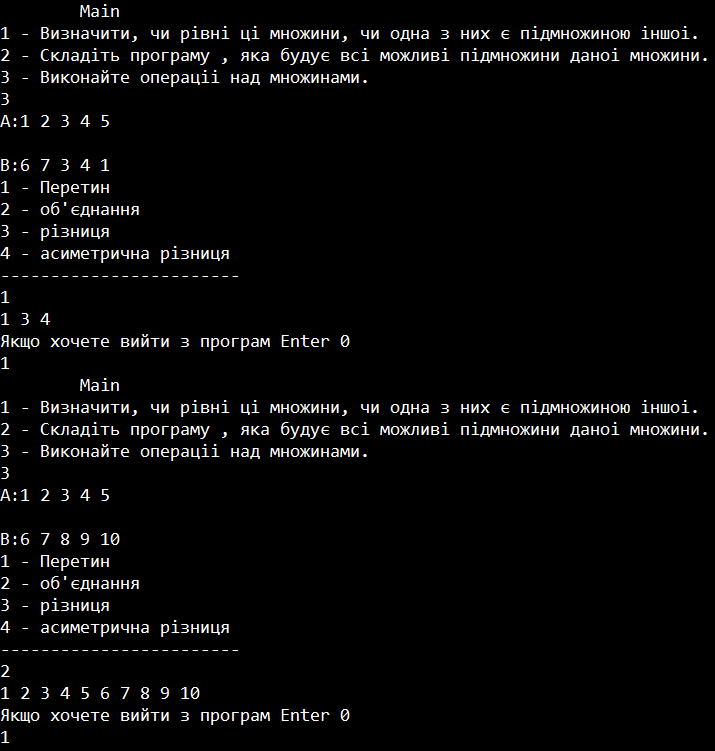 Main
1 - Визначити, чи рівні ці множини, чи одна з них є підмножиною іншоі.
2 - Складіть програму , яка будує всі можливі підмножини даноі множини.
3 - Виконайте операціі над множинами.
3
A:1 2 3 4 5
B:6 7 3 4 1
1 - Перетин
2 - об'єднання
3 - різниця
4 - асиметрична різниця
------------------------
1
1 3 4
Якщо хочете вийти з програм Enter 0
1
Main
1 - Визначити, чи рівні ці множини, чи одна з них є підмножиною іншоі.
2 - Складіть програму , яка будує всі можливі підмножини даноі множини.
3 - Виконайте операціі над множинами.
3
A:1 2 3 4 5
B:6 7 8 9 10
1 - Перетин
2 - об'єднання
3 - різниця
4 - асиметрична різниця
------------------------
2
1 2 3 4 5 6 7 8 9 10
Якщо хочете вийти з програм Enter 0
1